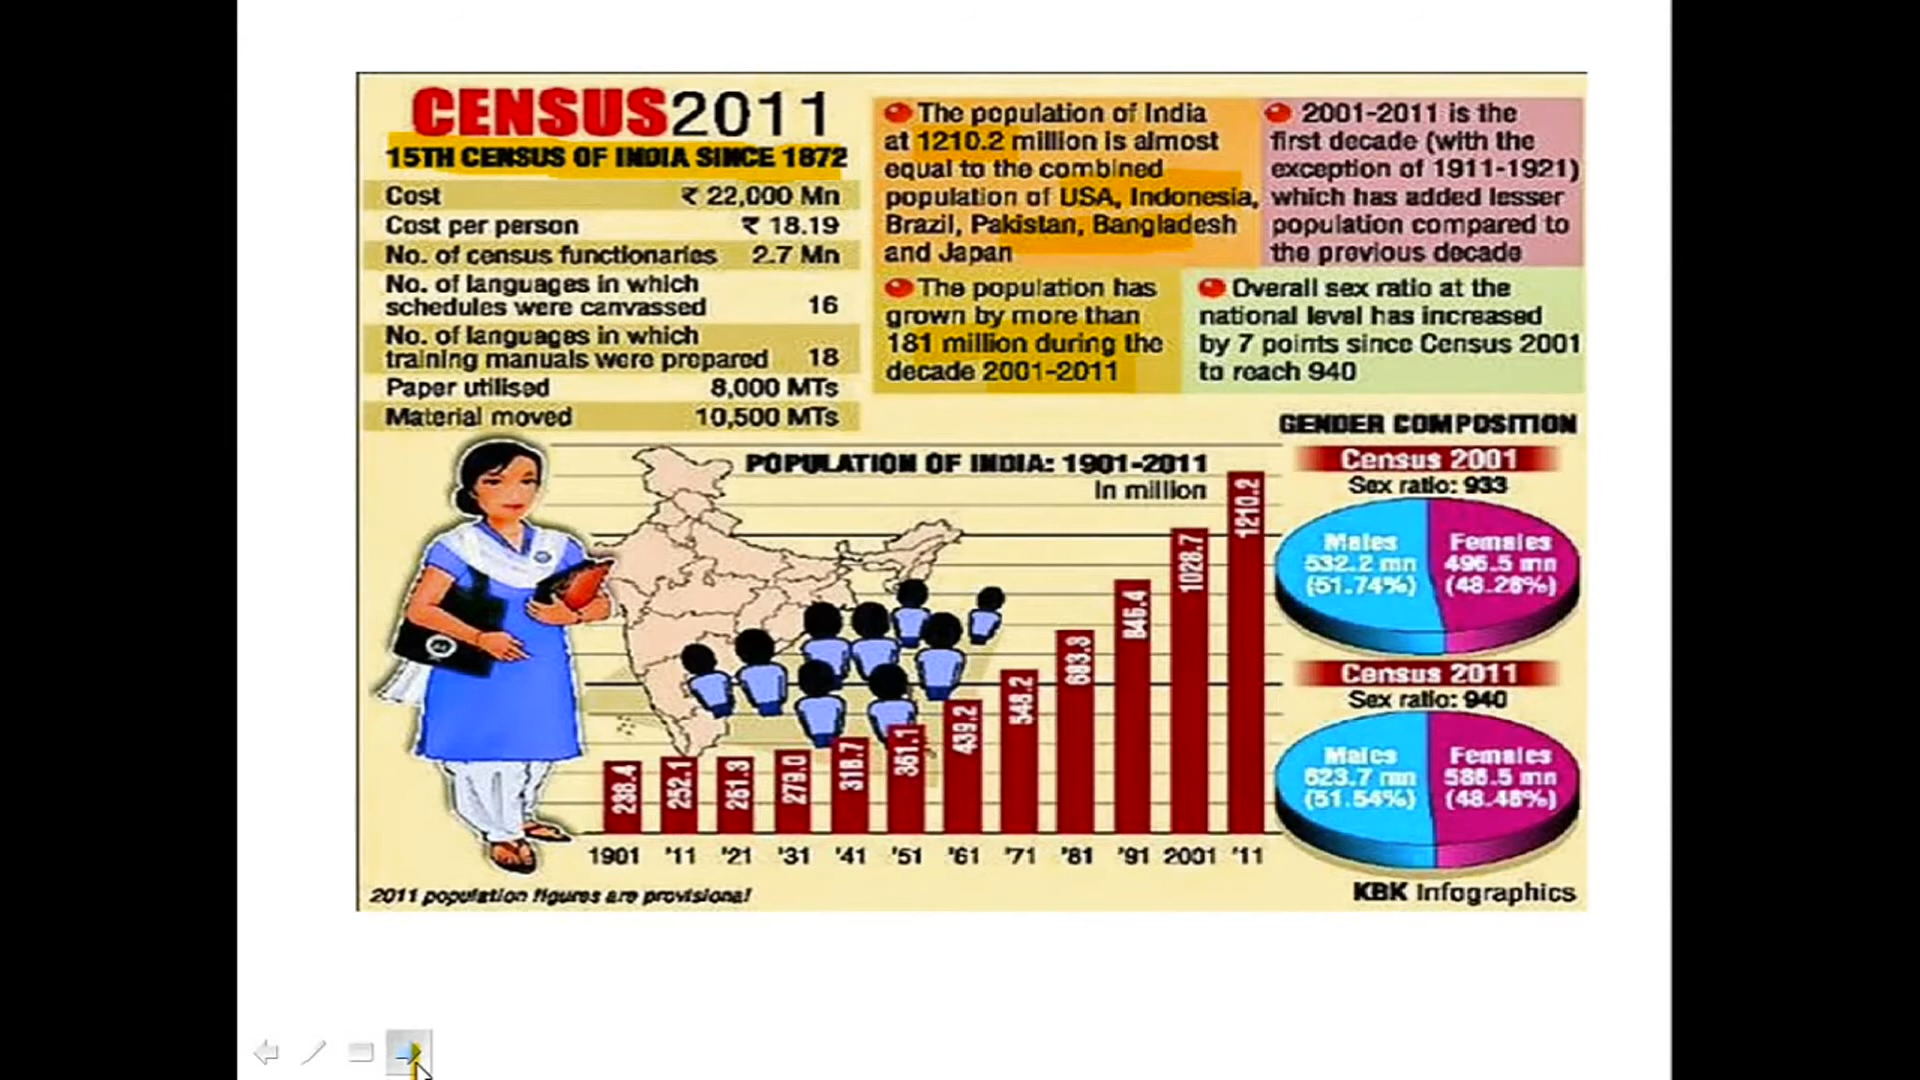 CENSUS 2011
15TH CENSUS OF INDIA SINCE 1872
Cost ₹ 22,000 Mn
Cost per person ₹ 18.19
No. of census functionaries 2.7 Mn
No. of languages in which
schedules were canvassed 16
No. of languages in which
training manuals were prepared 18
Paper utilised 8,000 MTs
Material moved 10,500 MTs
The population of India
at 1210.2 million is almost
equal to the combined
population of USA, Indonesia,
Brazil, Pakistan, Bangladesh
and Japan
2001-2011 is the
first decade (with the
exception of 1911-1921)
which has added lesser
population compared to
the previous decade
The population has
grown by more than
181 million during the
decade 2001-2011
Overall sex ratio at the
national level has increased
by 7 points since Census 2001
to reach 940
POPULATION OF INDIA: 1901-2011
In million
238.4 252.1 251.3 279.0 318.7 361.1 439.2 548.2 683.3 846.4 1028.7 1210.2
1901 '11 '21 '31 '41 '51 '61 '71 '81 '91 2001 '11
GENDER COMPOSITION
Census 2001
Sex ratio: 933
Males Females
532.2 mn 496.5 mn
(51.74%) (48.26%)
Census 2011
Sex ratio: 940
Males Females
623.7 mn 586.5 mn
(51.54%) (48.46%)
2011 population figures are provisional
KBK Infographics